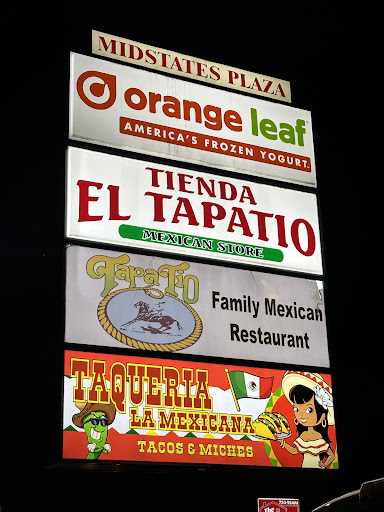 MIDSTATES PLAZA
orange leaf
AMERICA'S FROZEN YOGURT.
TIENDA
EL TAPATIO
MEXICAN STORE
TapaTiO
Family Mexican
Restaurant
TAQUERIA
LA MEXICANA
TACOS & MICHES